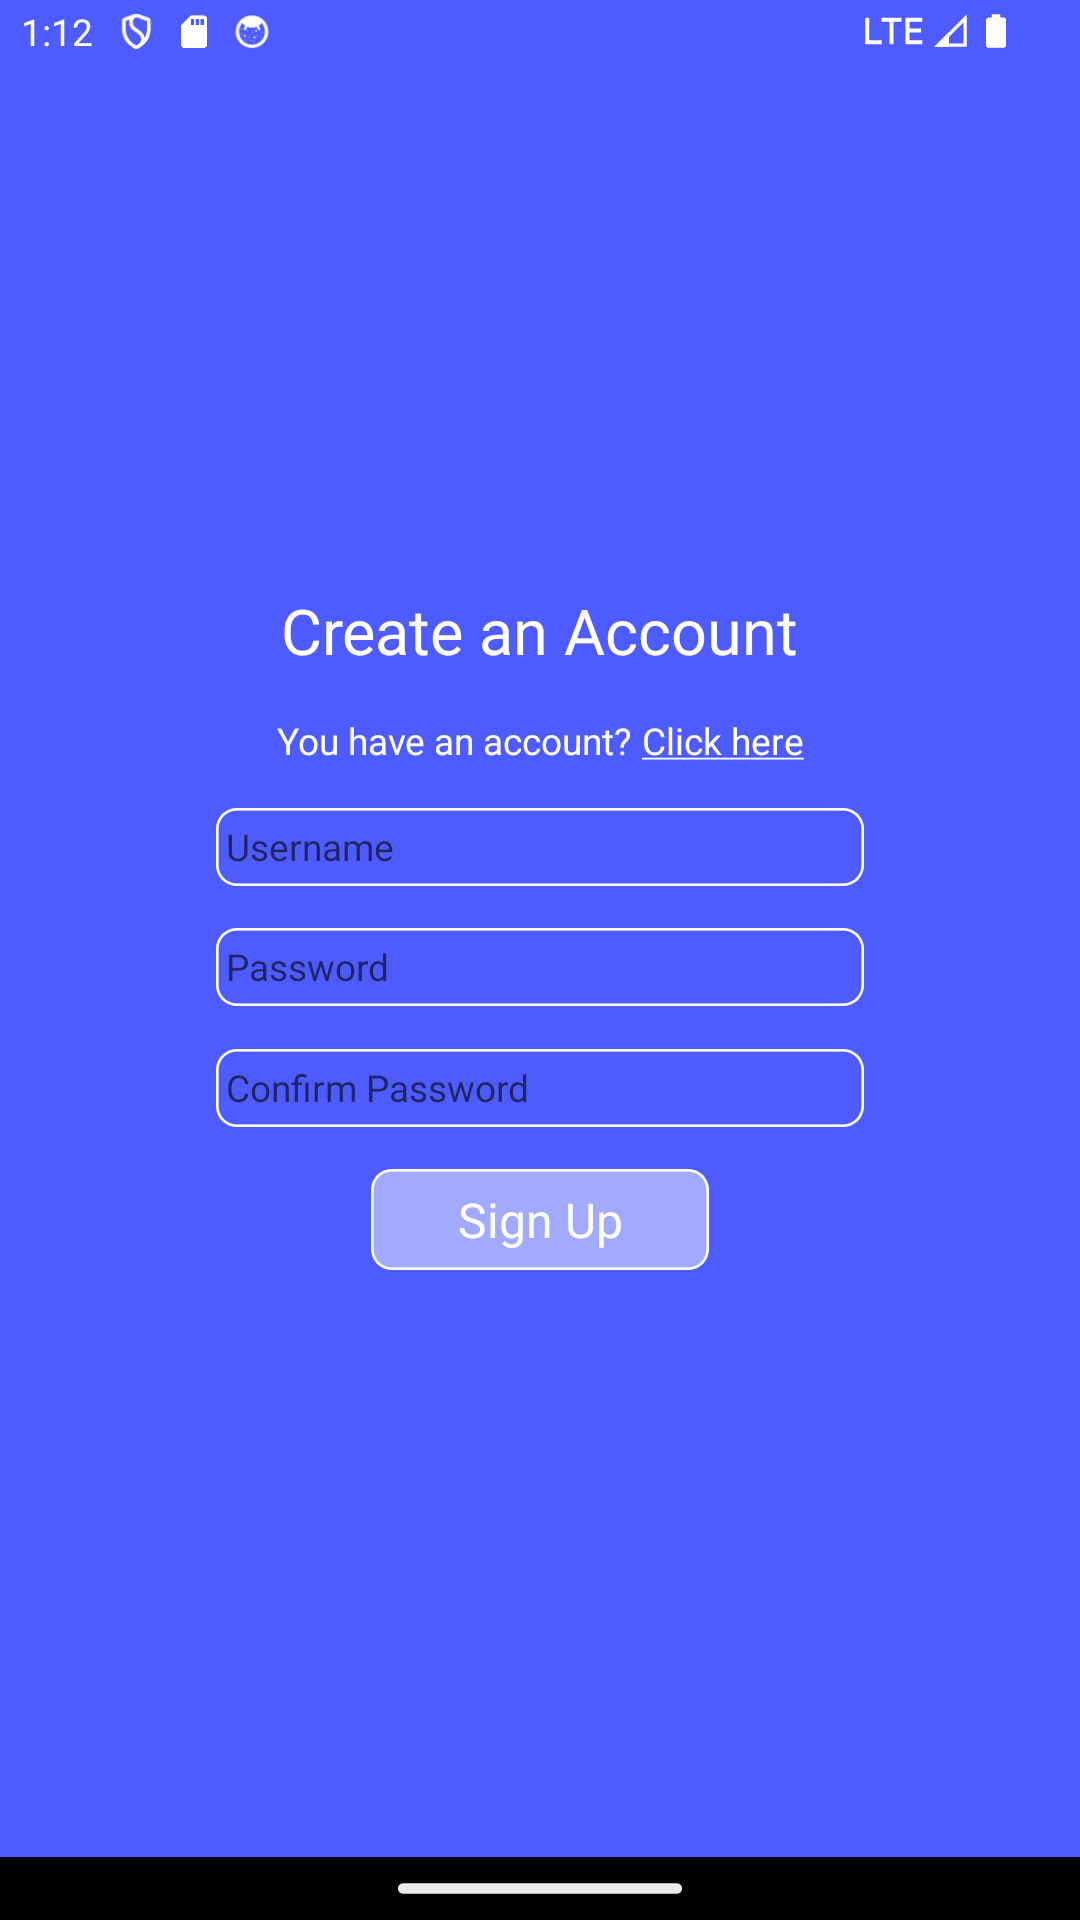 1:12 LTE
Create an Account
You have an account? Click here
Username
Password
Confirm Password
Sign Up